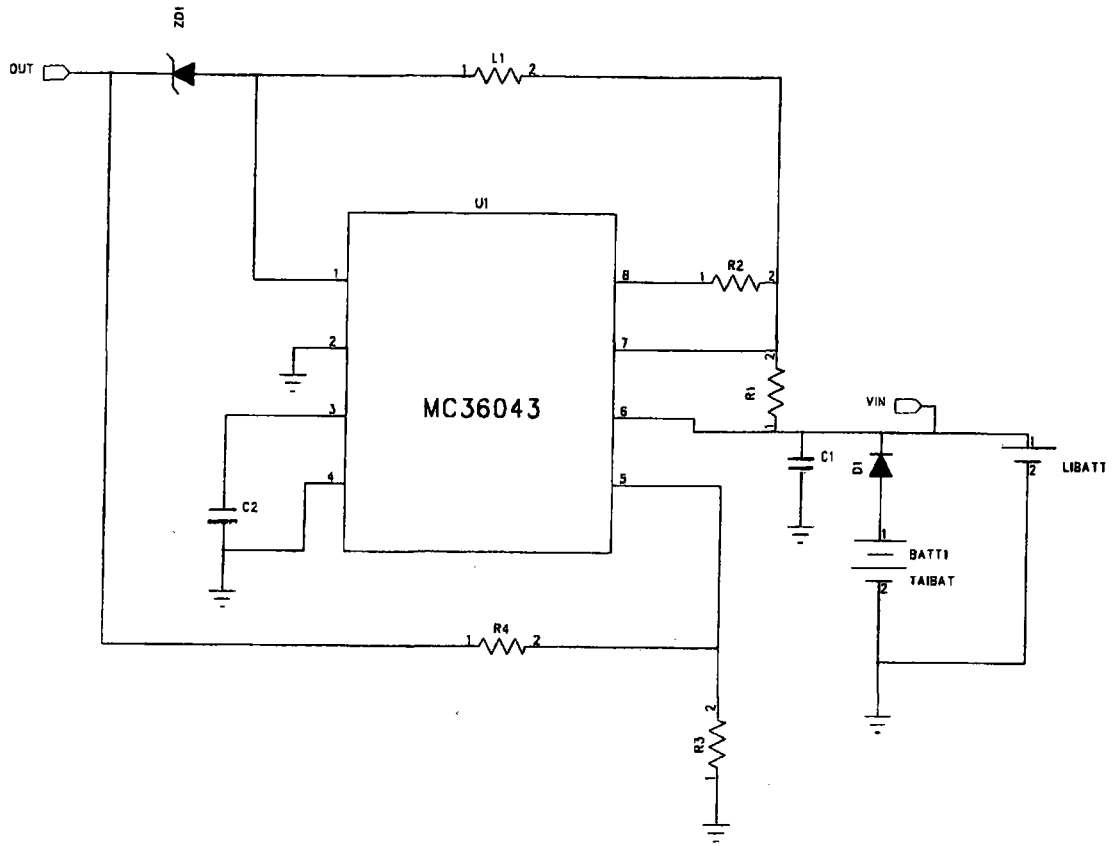 ZD1
OUT
1 L1 2
U1
1
8 1 R2 2
2
7
2
R1
1
MC36043
3
6
VIN
C1
D1
1
2
LIBATT
4
5
C2
1
BATT1
TAIBAT
2
1 R4 2
2
R3
1